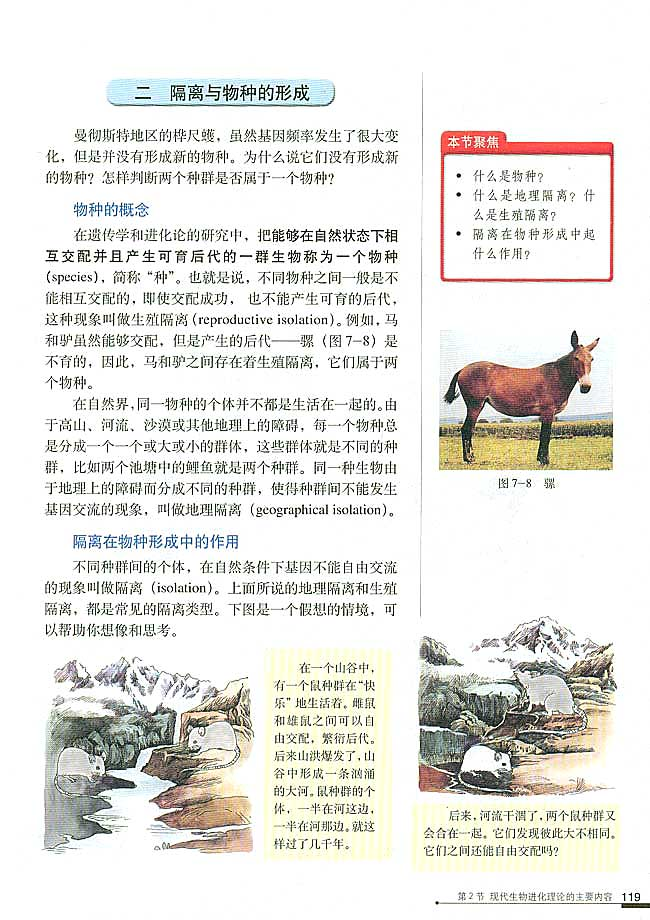 二 隔离与物种的形成
曼彻斯特地区的桦尺蠖，虽然基因频率发生了很大变
化，但是并没有形成新的物种。为什么说它们没有形成新
的物种？怎样判断两个种群是否属于一个物种？
物种的概念
在遗传学和进化论的研究中，把能够在自然状态下相
互交配并且产生可育后代的一群生物称为一个物种
(species)，简称“种”。也就是说，不同物种之间一般是不
能相互交配的，即使交配成功， 也不能产生可育的后代，
这种现象叫做生殖隔离(reproductive isolation)。例如，马
和驴虽然能够交配，但是产生的后代——骡（图7-8）是
不育的，因此，马和驴之间存在着生殖隔离，它们属于两
个物种。
在自然界，同一物种的个体并不都是生活在一起的。由
于高山、河流、沙漠或其他地理上的障碍，每一个物种总
是分成一个一个或大或小的群体，这些群体就是不同的种
群，比如两个池塘中的鲤鱼就是两个种群。同一种生物由
于地理上的障碍而分成不同的种群，使得种群间不能发生
基因交流的现象，叫做地理隔离（geographical isolation）。
隔离在物种形成中的作用
不同种群间的个体，在自然条件下基因不能自由交流
的现象叫做隔离（isolation）。上面所说的地理隔离和生殖
隔离，都是常见的隔离类型。下图是一个假想的情境，可
以帮助你想像和思考。
本节聚焦
• 什么是物种？
• 什么是地理隔离？什
么是生殖隔离？
• 隔离在物种形成中起
什么作用？
图7-8 骡
在一个山谷中，
有一个鼠种群在“快
乐”地生活着。雌鼠
和雄鼠之间可以自
由交配，繁衍后代。
后来山洪爆发了，山
谷中形成一条汹涌
的大河。鼠种群的个
体，一半在河这边，
一半在河那边。就这
样过了几千年。
后来，河流干涸了，两个鼠种群又
会合在一起。它们发现彼此大不相同。
它们之间还能自由交配吗？
第2节 现代生物进化理论的主要内容 119